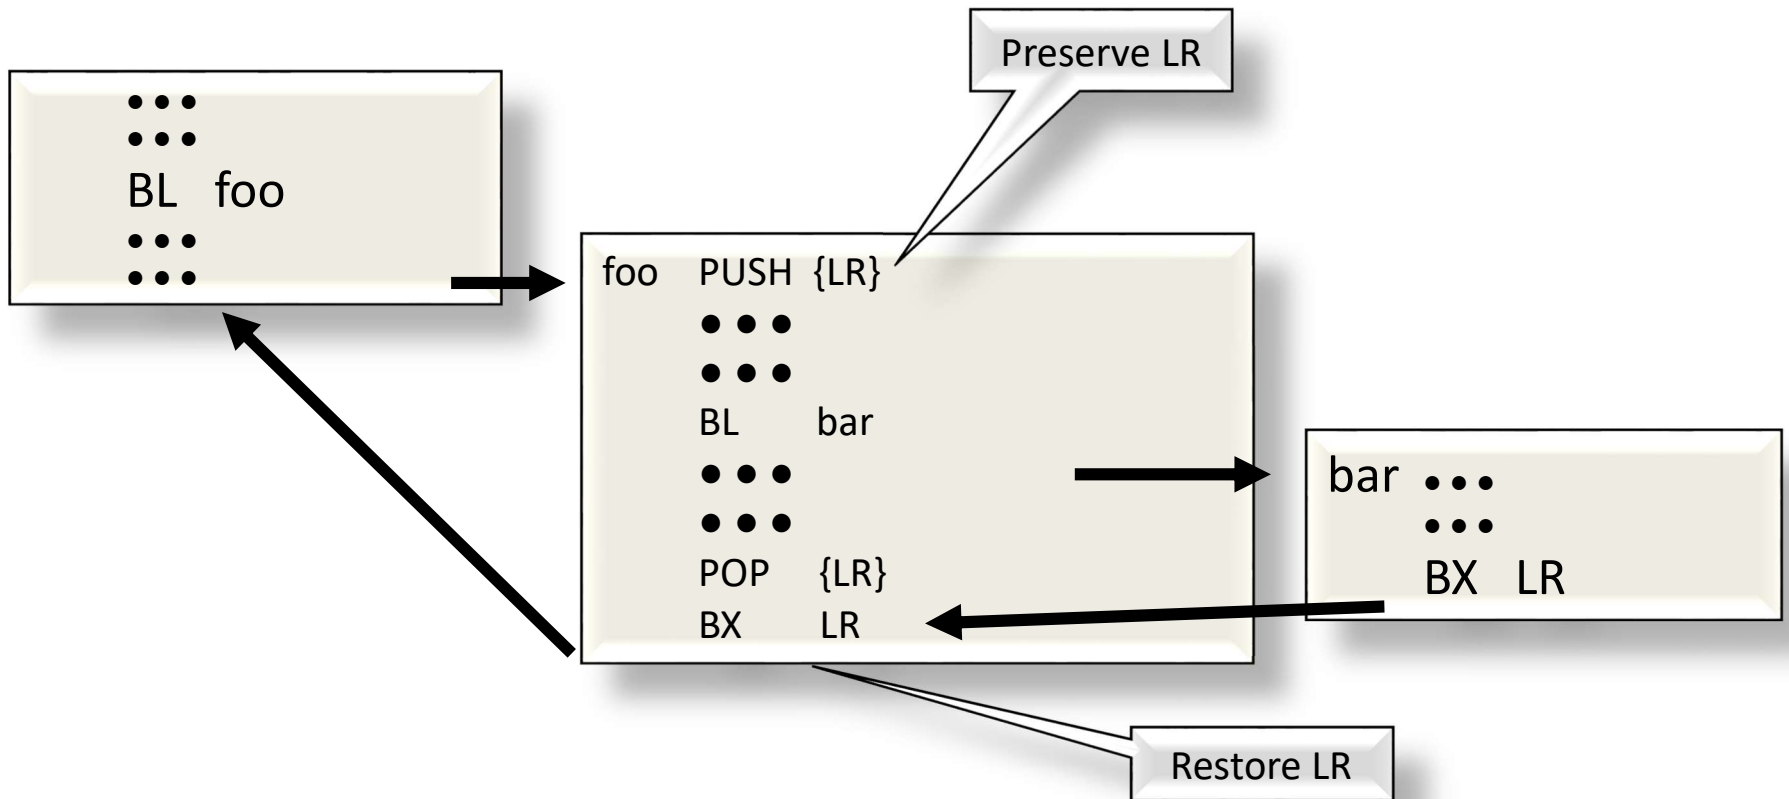 Preserve LR
•••
•••
BL foo
•••
•••
foo PUSH {LR}
•••
•••
BL bar
•••
•••
POP {LR}
BX LR
bar •••
•••
BX LR
Restore LR